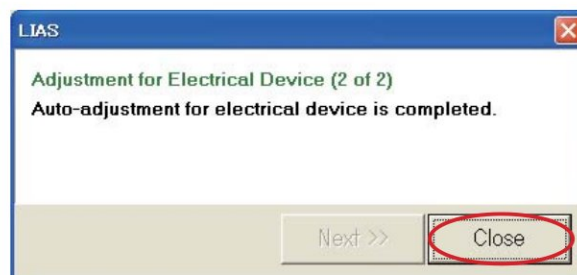 LIAS
Adjustment for Electrical Device (2 of 2)
Auto-adjustment for electrical device is completed.
Next >>
Close